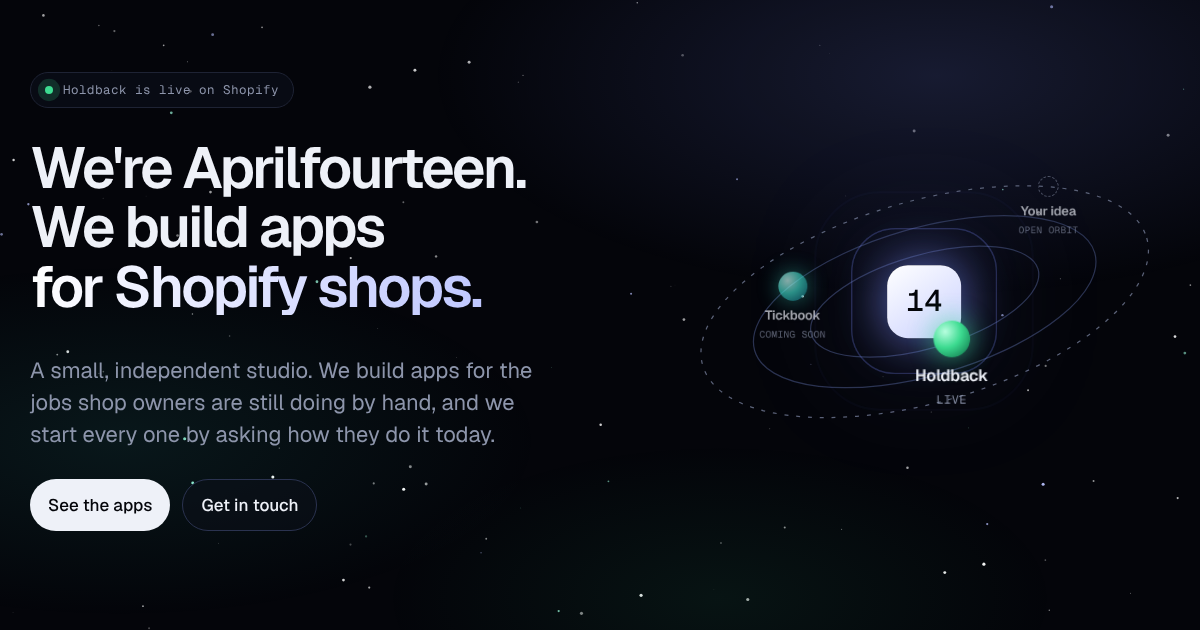 Holdback is live on Shopify
We're Aprilfourteen.
We build apps
for Shopify shops.
A small, independent studio. We build apps for the
jobs shop owners are still doing by hand, and we
start every one by asking how they do it today.
See the apps
Get in touch
Your idea
OPEN ORBIT
14
Tickbook
COMING SOON
Holdback
LIVE